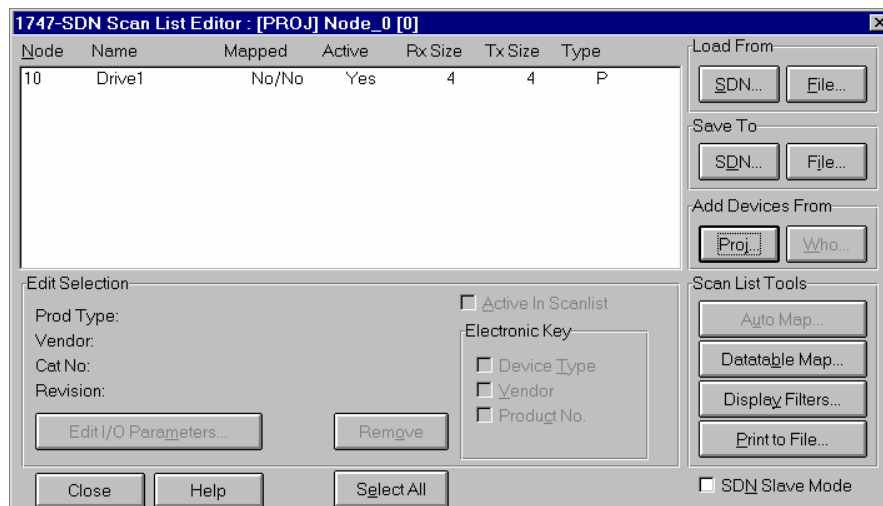 1747-SDN Scan List Editor : [PROJ] Node_0 [0]
Node Name Mapped Active Rx Size Tx Size Type
10 Drive1 No/No Yes 4 4 P
Load From
SDN... File...
Save To
SDN... File...
Add Devices From
Proj... Who...
Edit Selection
Prod Type:
Vendor:
Cat No:
Revision:
Edit I/O Parameters... Remove
Active In Scanlist
Electronic Key
Device Type
Vendor
Product No.
Scan List Tools
Auto Map...
Datatable Map...
Display Filters...
Print to File...
Close Help Select All
SDN Slave Mode